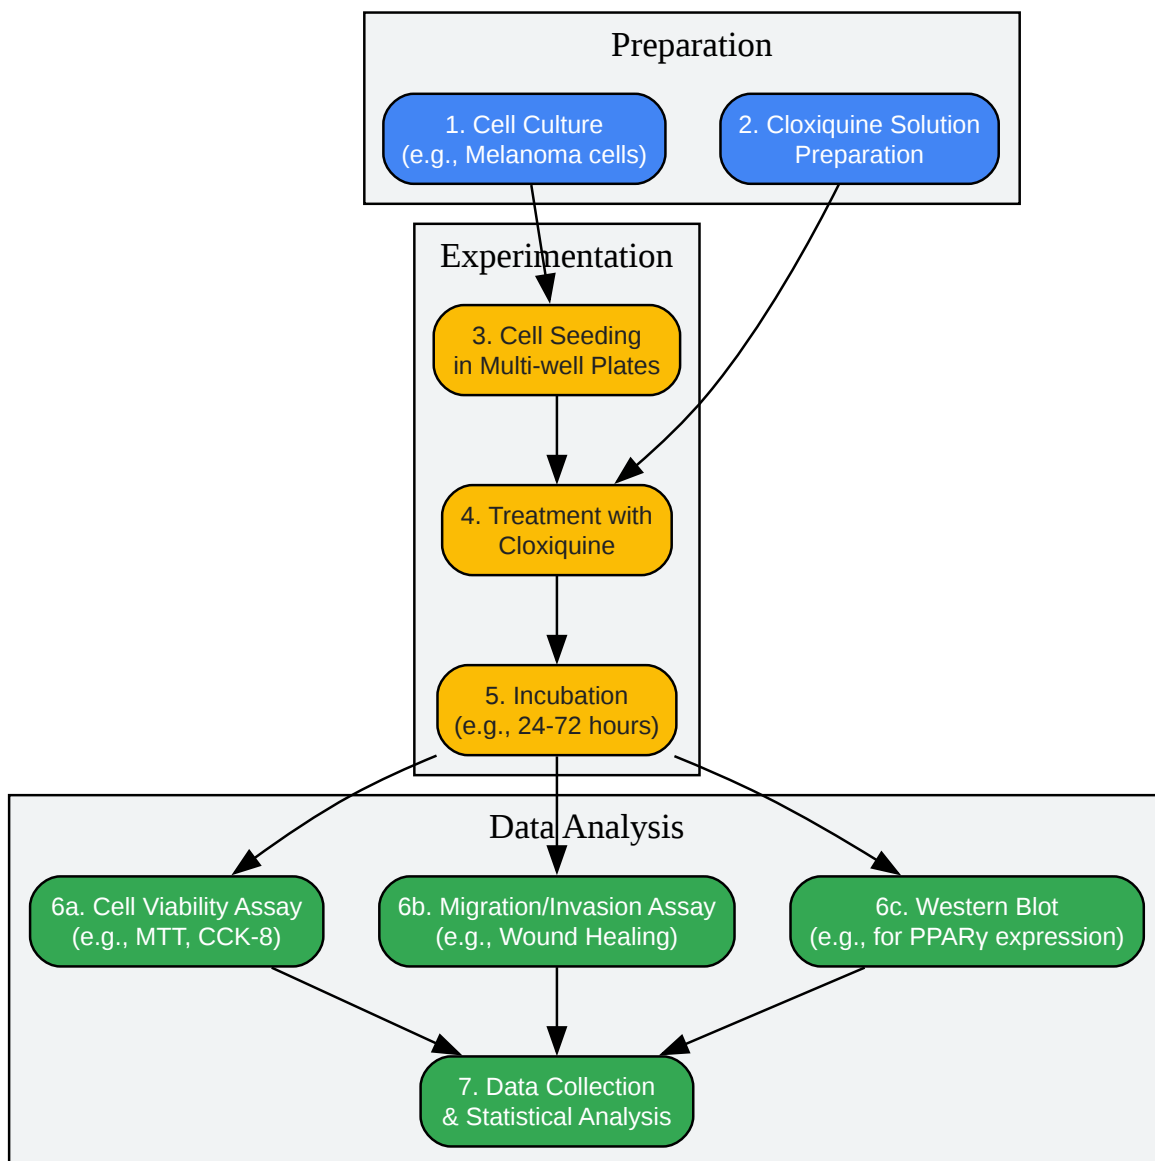 Preparation
1. Cell Culture
(e.g., Melanoma cells)
2. Cloxiquine Solution
Preparation
Experimentation
3. Cell Seeding
in Multi-well Plates
4. Treatment with
Cloxiquine
5. Incubation
(e.g., 24-72 hours)
Data Analysis
6a. Cell Viability Assay
(e.g., MTT, CCK-8)
6b. Migration/Invasion Assay
(e.g., Wound Healing)
6c. Western Blot
(e.g., for PPARγ expression)
7. Data Collection
& Statistical Analysis